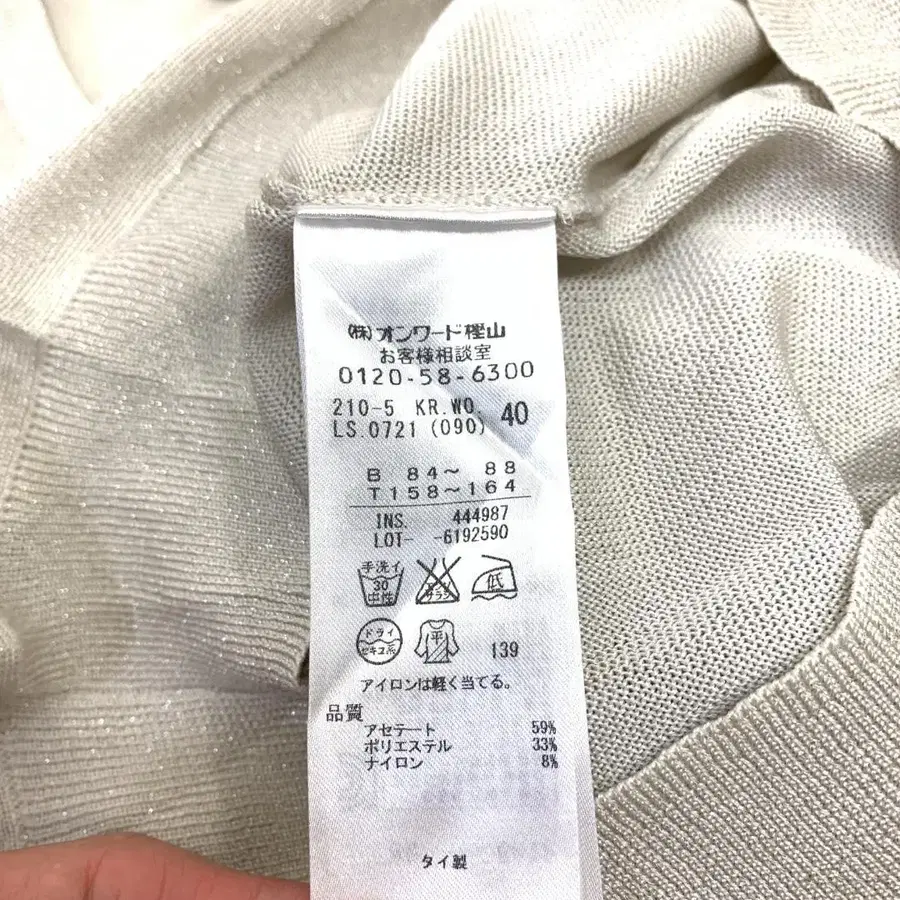 (株)オンワード樫山
お客様相談室
0120-58-6300
210-5 KR.WO. 40
LS.0721 (090)
B 84～ 88
T158～164
INS. 444987
LOT- -6192590
手洗イ
30
中性
低
ドライ
セキユ系
平
139
アイロンは軽く当てる。
品質
アセテート 59%
ポリエステル 33%
ナイロン 8%
タイ製